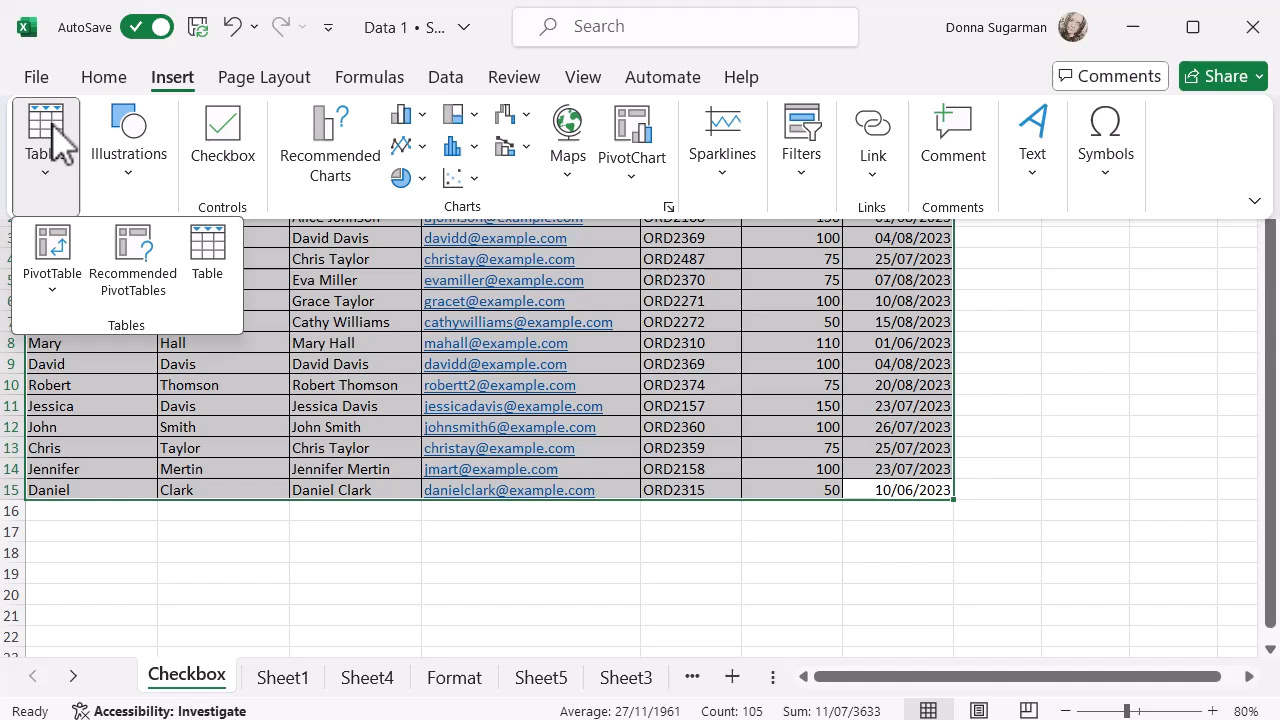 AutoSave
Data 1 • S...
Search
Donna Sugarman
File Home Insert Page Layout Formulas Data Review View Automate Help
Comments Share
Illustrations Checkbox Recommended Charts Maps PivotChart Sparklines Filters Link Comment Text Symbols
Controls Charts Links Comments
PivotTable Recommended PivotTables Table
Tables
3 David Davis davidd@example.com ORD2369 100 04/08/2023
Chris Taylor christay@example.com ORD2487 75 25/07/2023
Eva Miller evamiller@example.com ORD2370 75 07/08/2023
Grace Taylor gracet@example.com ORD2271 100 10/08/2023
Cathy Williams cathywilliams@example.com ORD2272 50 15/08/2023
8 Mary Hall Mary Hall mahall@example.com ORD2310 110 01/06/2023
9 David Davis David Davis davidd@example.com ORD2369 100 04/08/2023
10 Robert Thomson Robert Thomson robertt2@example.com ORD2374 75 20/08/2023
11 Jessica Davis Jessica Davis jessicadavis@example.com ORD2157 150 23/07/2023
12 John Smith John Smith johnsmith6@example.com ORD2360 100 26/07/2023
13 Chris Taylor Chris Taylor christay@example.com ORD2359 75 25/07/2023
14 Jennifer Mertin Jennifer Mertin jmart@example.com ORD2158 100 23/07/2023
15 Daniel Clark Daniel Clark danielclark@example.com ORD2315 50 10/06/2023
16
17
18
19
20
21
22
Checkbox Sheet1 Sheet4 Format Sheet5 Sheet3
Ready Accessibility: Investigate Average: 27/11/1961 Count: 105 Sum: 11/07/3633 80%